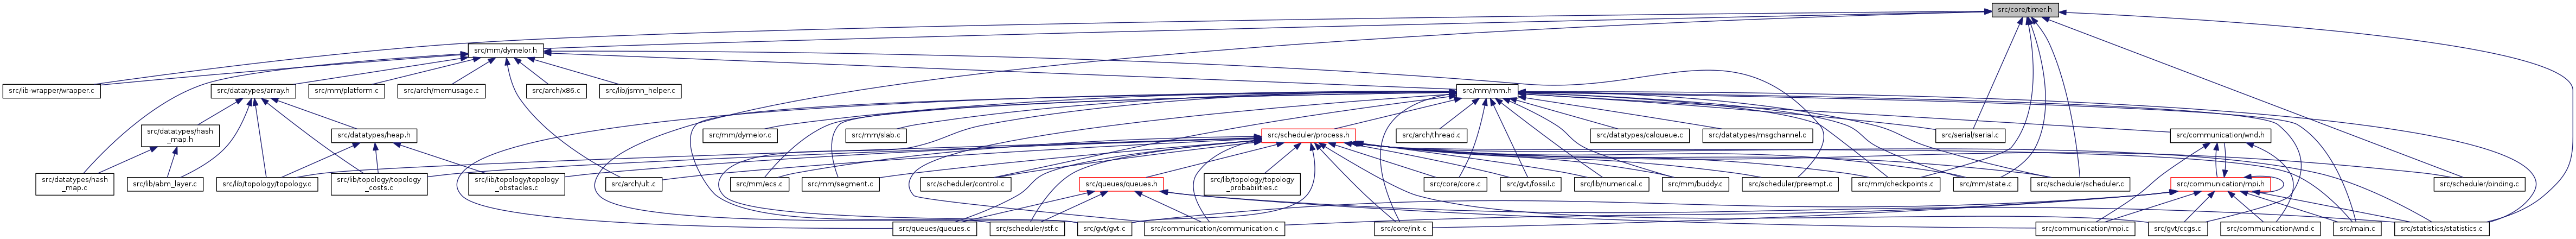 src/core/timer.h
src/mm/dymelor.h
src/lib-wrapper/wrapper.c
src/datatypes/array.h
src/mm/platform.c
src/arch/memusage.c
src/arch/x86.c
src/lib/jsmn_helper.c
src/mm/mm.h
src/datatypes/hash
_map.h
src/datatypes/heap.h
src/mm/dymelor.c
src/mm/slab.c
src/scheduler/process.h
src/arch/thread.c
src/datatypes/calqueue.c
src/datatypes/msgchannel.c
src/serial/serial.c
src/communication/wnd.h
src/datatypes/hash
_map.c
src/lib/abm_layer.c
src/lib/topology/topology.c
src/lib/topology/topology
_costs.c
src/lib/topology/topology
_obstacles.c
src/arch/ult.c
src/mm/ecs.c
src/mm/segment.c
src/scheduler/control.c
src/queues/queues.h
src/lib/topology/topology
_probabilities.c
src/core/core.c
src/gvt/fossil.c
src/lib/numerical.c
src/mm/buddy.c
src/scheduler/preempt.c
src/mm/checkpoints.c
src/mm/state.c
src/scheduler/scheduler.c
src/communication/mpi.h
src/scheduler/binding.c
src/queues/queues.c
src/scheduler/stf.c
src/gvt/gvt.c
src/communication/communication.c
src/core/init.c
src/communication/mpi.c
src/gvt/ccgs.c
src/communication/wnd.c
src/main.c
src/statistics/statistics.c